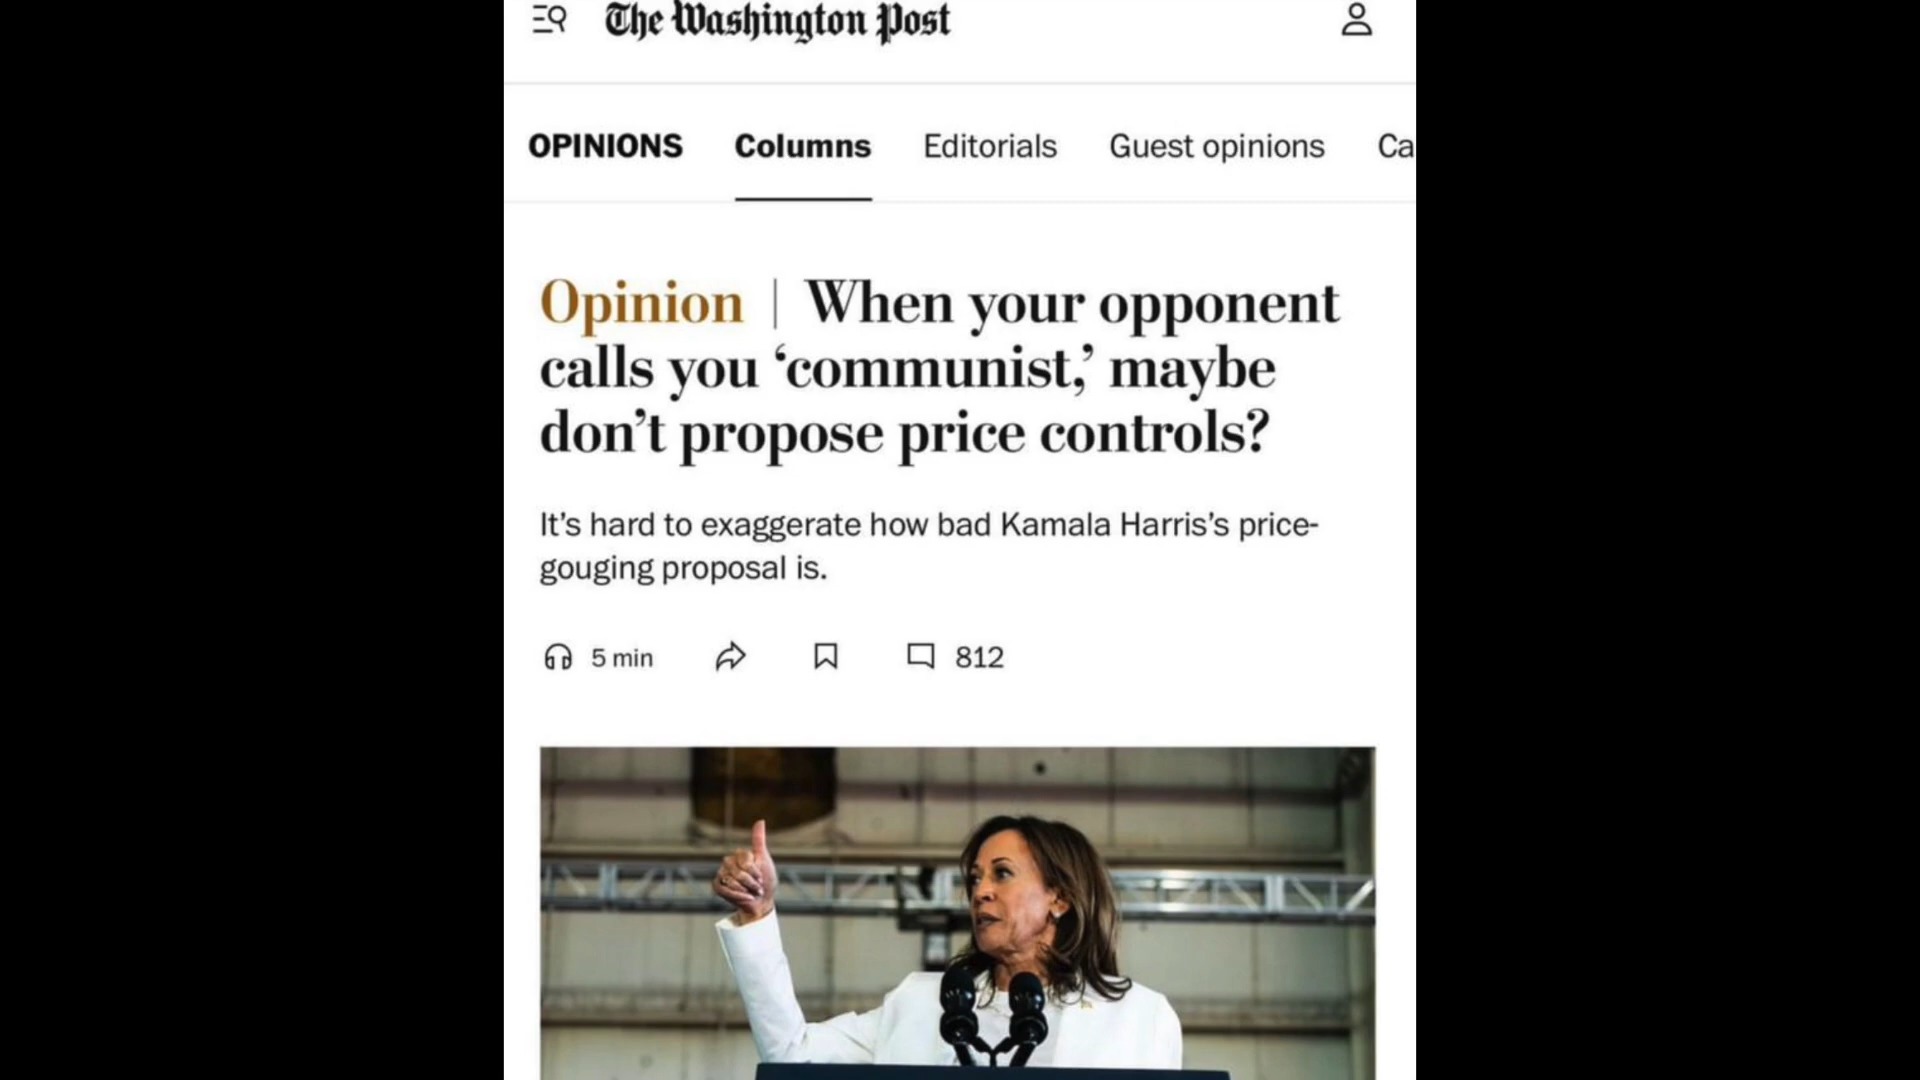 The Washington Post
OPINIONS Columns Editorials Guest opinions Ca
Opinion | When your opponent
calls you ‘communist,’ maybe
don’t propose price controls?
It’s hard to exaggerate how bad Kamala Harris’s price-
gouging proposal is.
5 min 812